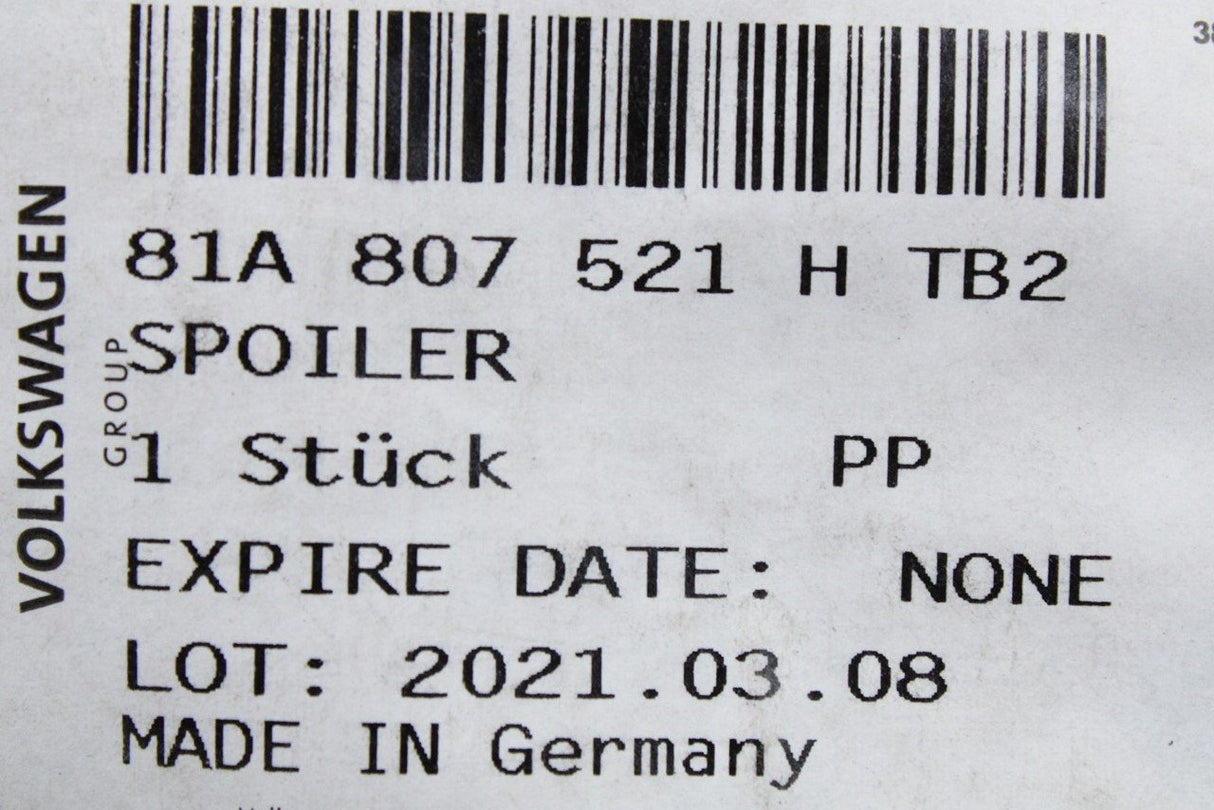 38
81A 807 521 H TB2
SPOILER
1 Stück PP
EXPIRE DATE: NONE
LOT: 2021.03.08
MADE IN Germany
VOLKSWAGEN
GROUP